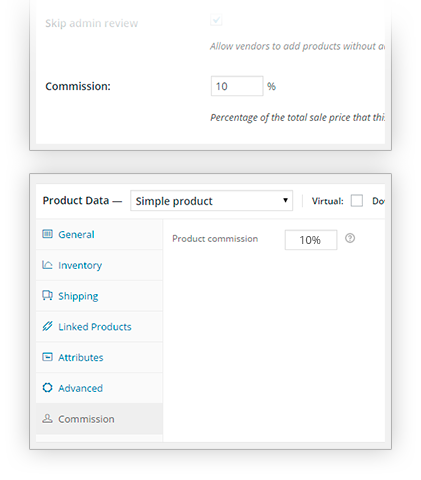 Skip admin review
Allow vendors to add products without a
Commission: 10 %
Percentage of the total sale price that thi
Product Data — Simple product Virtual: Do
General
Product commission 10%
Inventory
Shipping
Linked Products
Attributes
Advanced
Commission